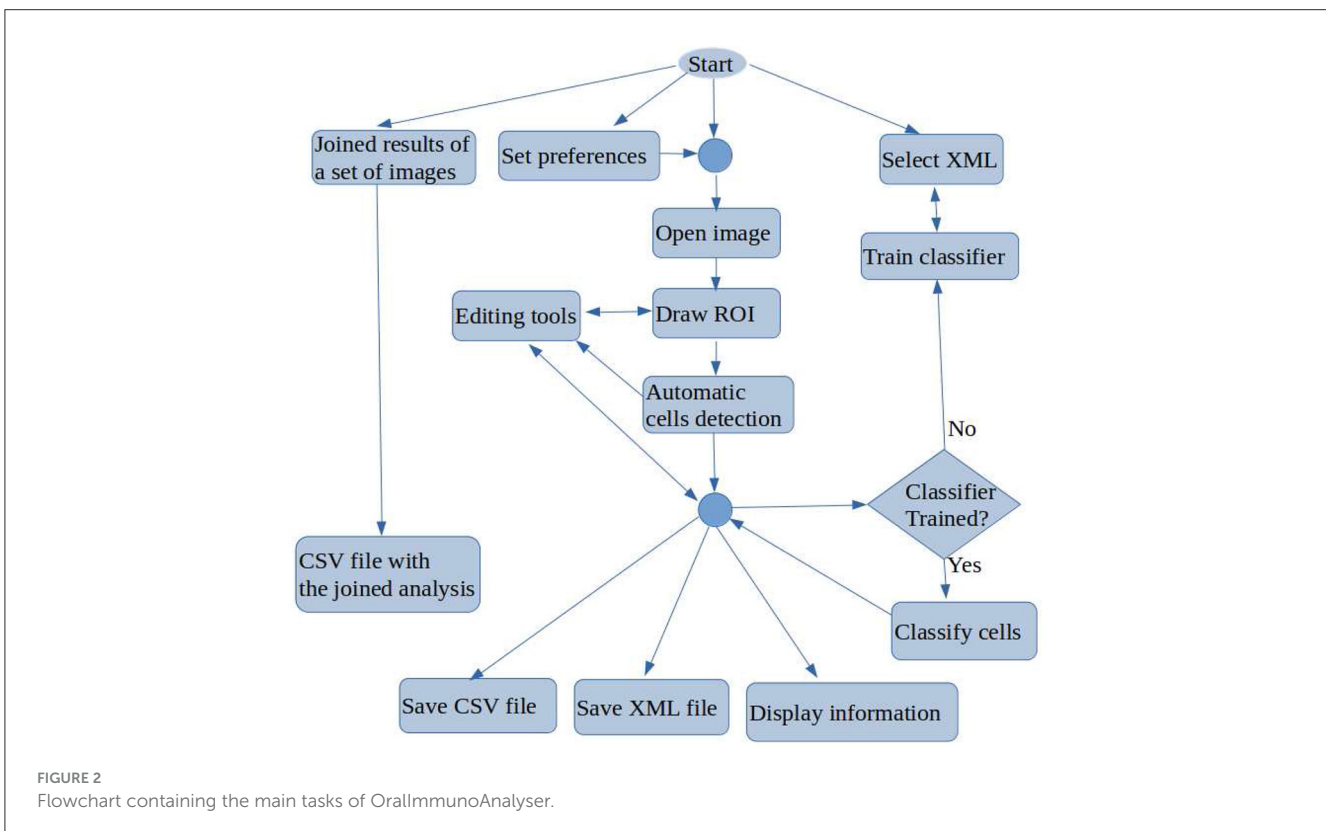 Start
Joined results of
a set of images
Set preferences
Select XML
Open image
Train classifier
Editing tools
Draw ROI
Automatic
cells detection
No
Classifier
Trained?
CSV file with
the joined analysis
Yes
Classify cells
Save CSV file
Save XML file
Display information
FIGURE 2
Flowchart containing the main tasks of OralImmunoAnalyser.